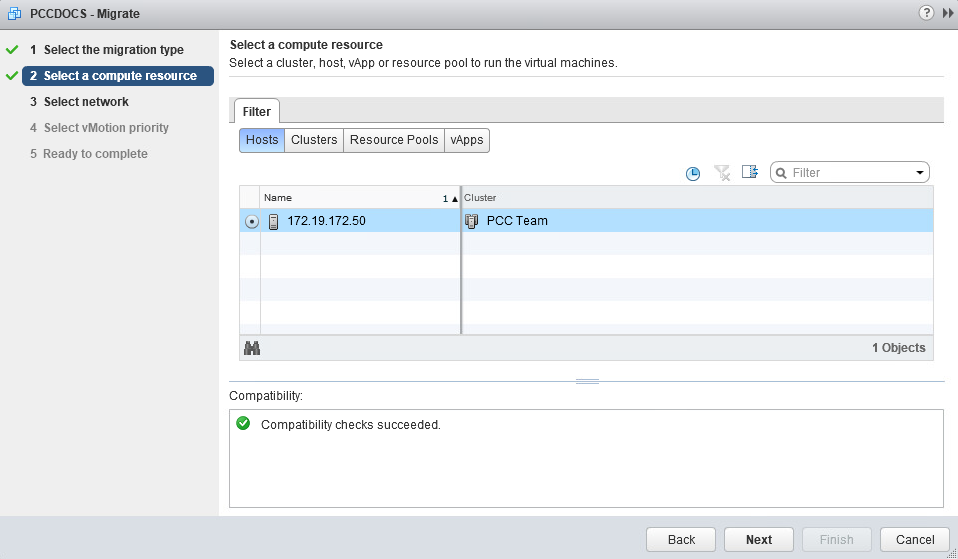 PCCDOCS - Migrate
?
1 Select the migration type
2 Select a compute resource
3 Select network
4 Select vMotion priority
5 Ready to complete
Select a compute resource
Select a cluster, host, vApp or resource pool to run the virtual machines.
Filter
Hosts Clusters Resource Pools vApps
Filter
Name 1 ▲ Cluster
172.19.172.50 PCC Team
1 Objects
Compatibility:
Compatibility checks succeeded.
Back Next Finish Cancel